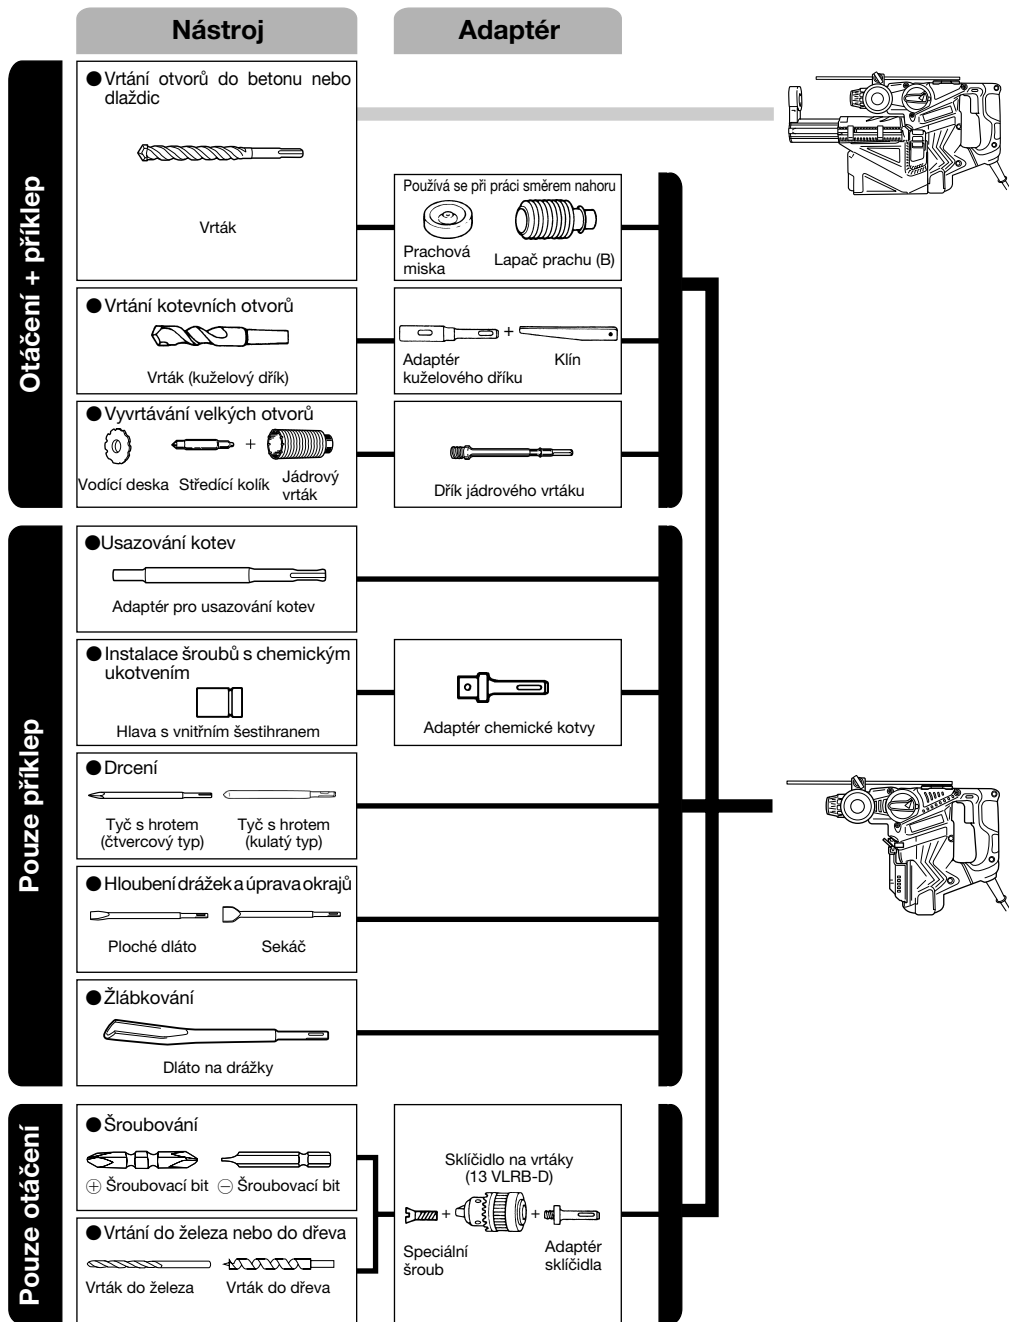 Nástroj
Adaptér
Otáčení + příklep
● Vrtání otvorů do betonu nebo
dlaždic
Vrták
Používá se při práci směrem nahoru
Prachová
miska
Lapač prachu (B)
● Vrtání kotevních otvorů
Vrták (kuželový dřík)
+
Adaptér
kuželového dříku
Klín
● Vyvrtávání velkých otvorů
+
Vodící deska
Středící kolík
Jádrový
vrták
Dřík jádrového vrtáku
Pouze příklep
●Usazování kotev
Adaptér pro usazování kotev
● Instalace šroubů s chemickým
ukotvením
Hlava s vnitřním šestihranem
Adaptér chemické kotvy
● Drcení
Tyč s hrotem
(čtvercový typ)
Tyč s hrotem
(kulatý typ)
● Hloubení drážek a úprava okrajů
Ploché dláto
Sekáč
● Žlábkování
Dláto na drážky
Pouze otáčení
● Šroubování
⊕ Šroubovací bit
⊖ Šroubovací bit
● Vrtání do železa nebo do dřeva
Vrták do železa
Vrták do dřeva
Sklíčidlo na vrtáky
(13 VLRB-D)
+
+
Speciální
šroub
Adaptér
sklíčidla